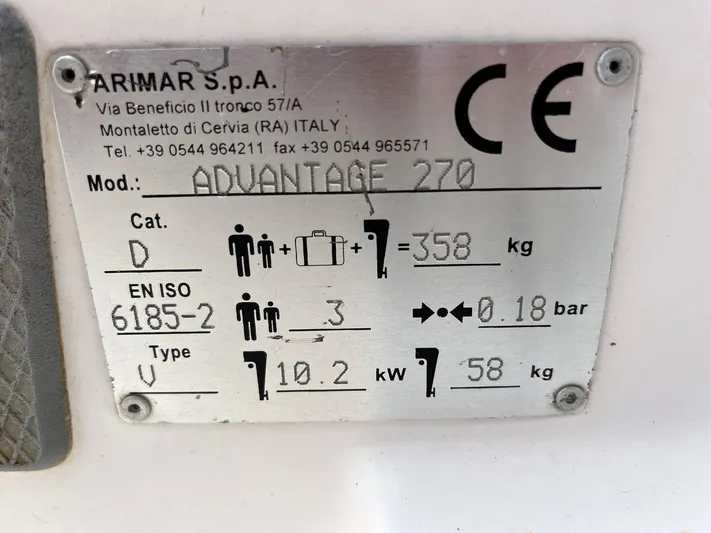 ARIMAR S.p.A.
Via Beneficio II tronco 57/A
Montaletto di Cervia (RA) ITALY
Tel. +39 0544 964211 fax +39 0544 965571
CE
Mod.: ADVANTAGE 270
Cat.
D + + = 358 kg
EN ISO
6185-2 3 0.18 bar
Type
V 10.2 kW 58 kg